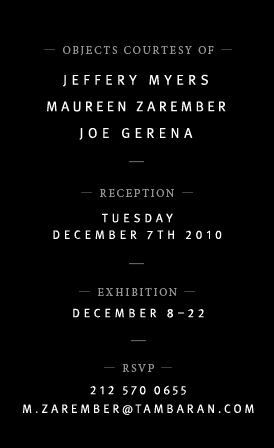 — OBJECTS COURTESY OF —
JEFFERY MYERS
MAUREEN ZAREMBER
JOE GERENA
—
— RECEPTION —
TUESDAY
DECEMBER 7TH 2010
—
— EXHIBITION —
DECEMBER 8–22
—
— RSVP —
212 570 0655
M.ZAREMBER@TAMBARAN.COM